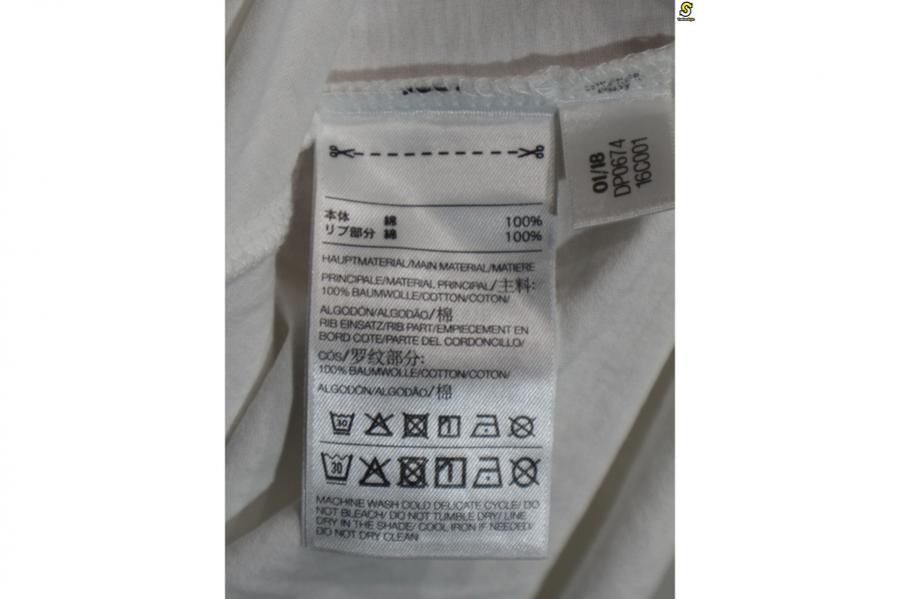 01/18
DP0674
16C001
本体 綿 100%
リブ部分 綿 100%
HAUPTMATERIAL/MAIN MATERIAL/MATIERE
PRINCIPALE/MATERIAL PRINCIPAL/主料:
100% BAUMWOLLE/COTTON/COTON/
ALGODÓN/ALGODÃO/棉
RIB EINSATZ/RIB PART/EMPIECEMENT EN
BORD COTE/PARTE DEL CORDONCILLO/
CÓS/罗纹部分:
100% BAUMWOLLE/COTTON/COTON/
ALGODÓN/ALGODÃO/棉
30
30
MACHINE WASH COLD DELICATE CYCLE/ DO
NOT BLEACH/ DO NOT TUMBLE DRY/ LINE
DRY IN THE SHADE/ COOL IRON IF NEEDED/
DO NOT DRY CLEAN